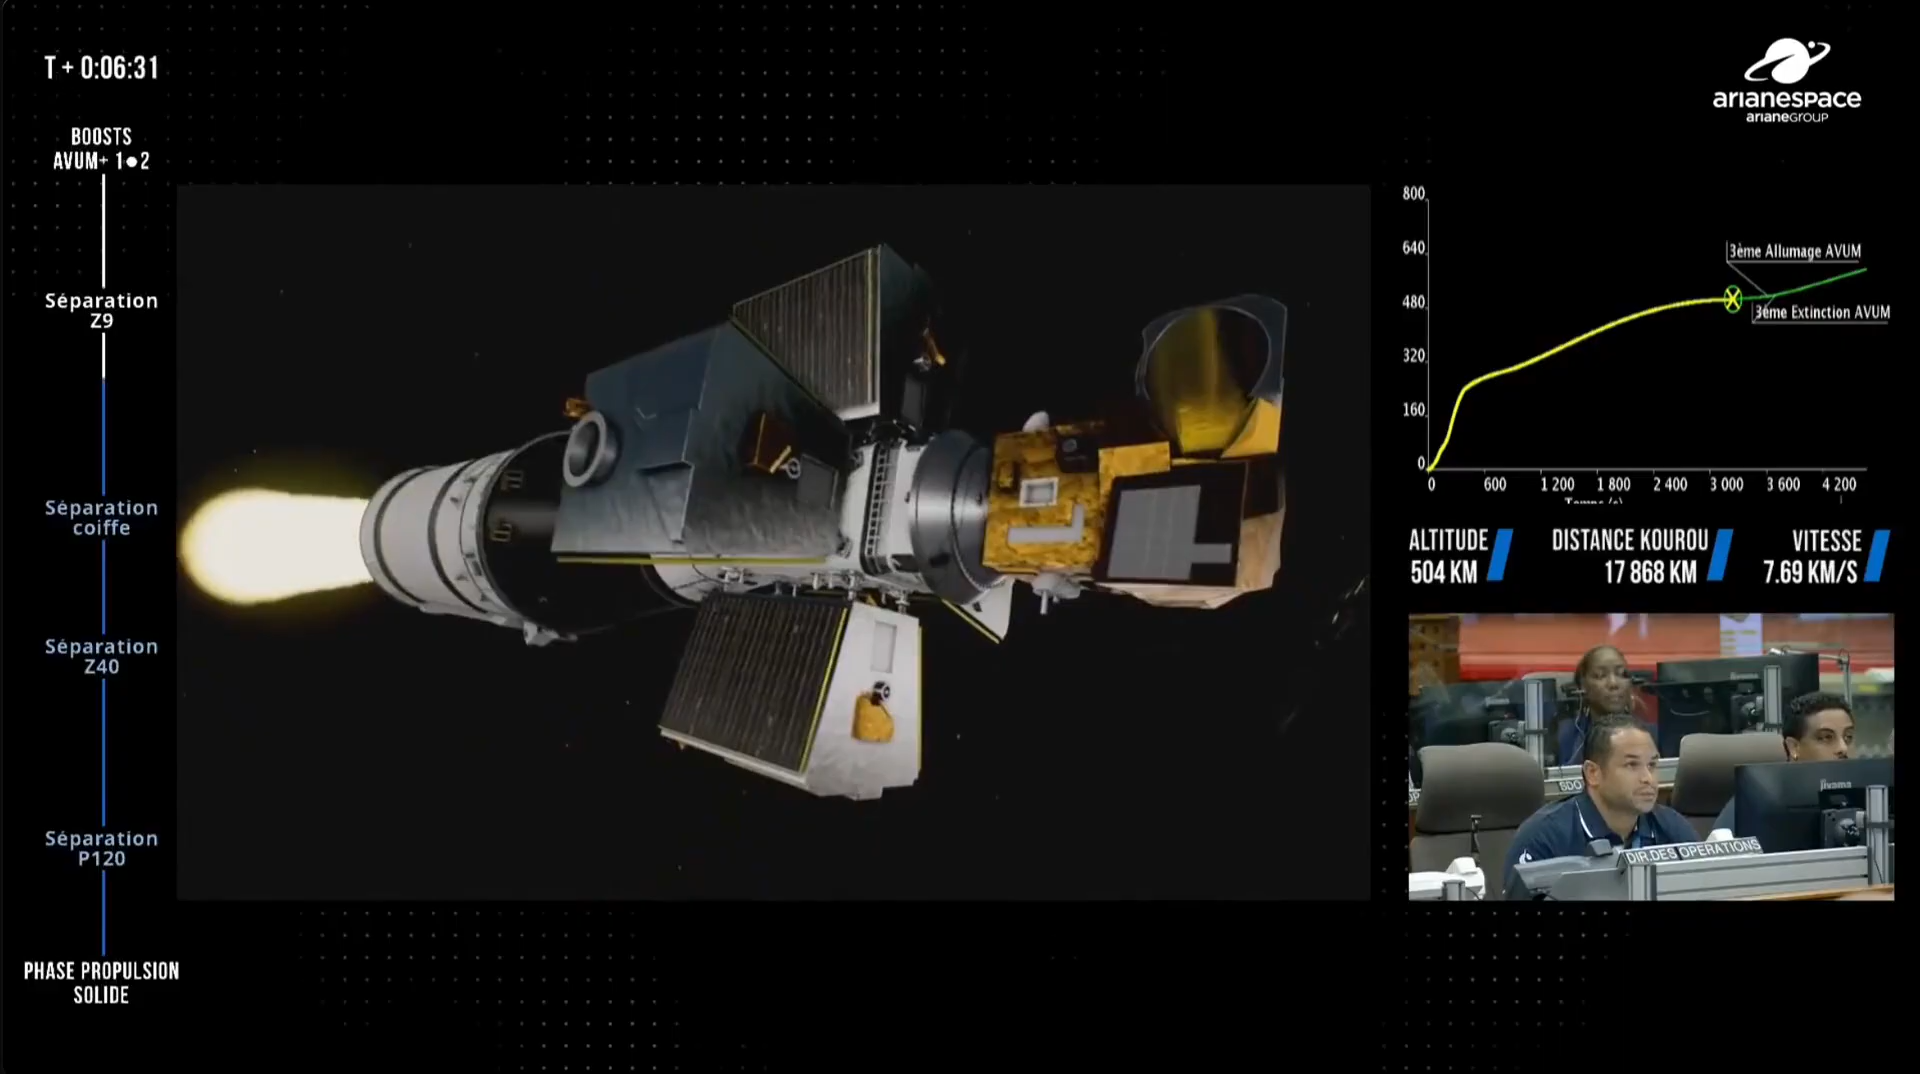 T + 0:06:31
arianespace
arianeGROUP
BOOSTS
AVUM+ 1●2
Séparation
Z9
Séparation
coiffe
Séparation
Z40
Séparation
P120
PHASE PROPULSION
SOLIDE
800
640
480
320
160
0
3ème Allumage AVUM
3ème Extinction AVUM
0 600 1 200 1 800 2 400 3 000 3 600 4 200
Temps (s)
ALTITUDE
504 KM
DISTANCE KOUROU
17 868 KM
VITESSE
7.69 KM/S
SDO
iiyama
DIR.DES OPERATIONS